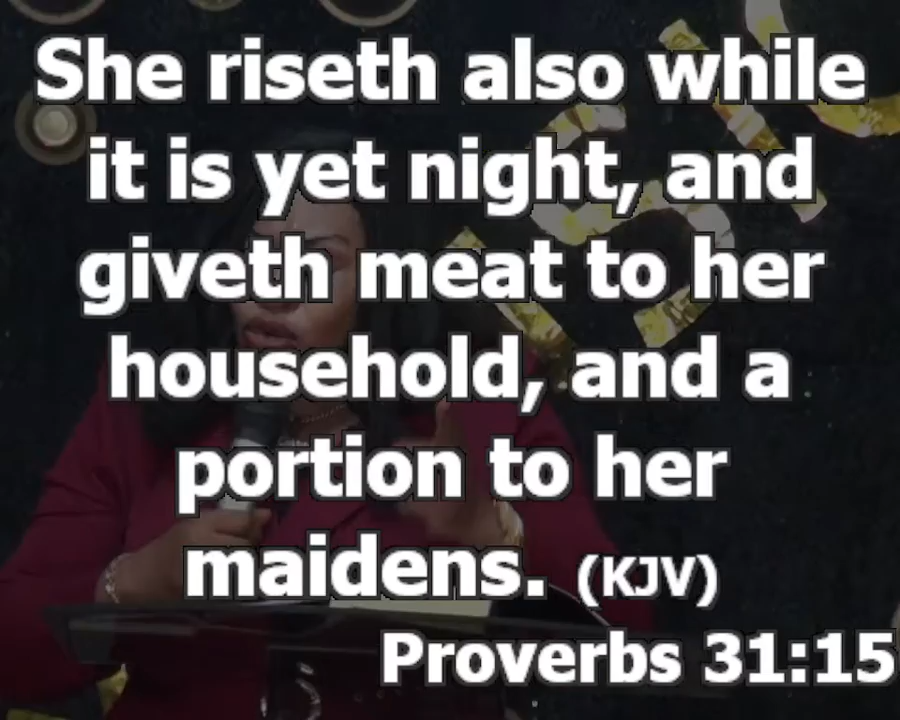 She riseth also while
it is yet night, and
giveth meat to her
household, and a
portion to her
maidens. (KJV)
Proverbs 31:15